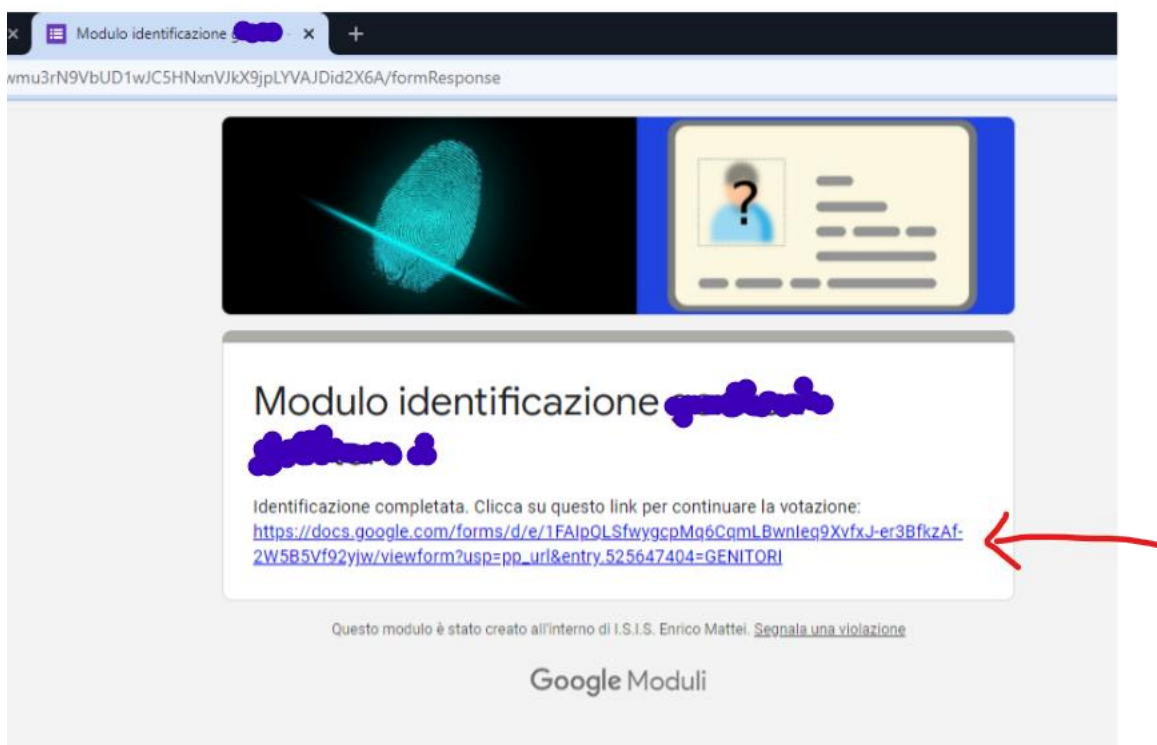 Modulo identificazione
wmu3rN9VbUD1wJC5HNxnVJkX9jpLYVAJDid2X6A/formResponse
?
Modulo identificazione
Identificazione completata. Clicca su questo link per continuare la votazione:
https://docs.google.com/forms/d/e/1FAIpQLSfwygcpMq6CqmLBwnIeq9XvfxJ-er3BfkzAf-
2W5B5Vf92yjw/viewform?usp=pp_url&entry.525647404=GENITORI
Questo modulo è stato creato all'interno di I.S.I.S. Enrico Mattei. Segnala una violazione
Google Moduli